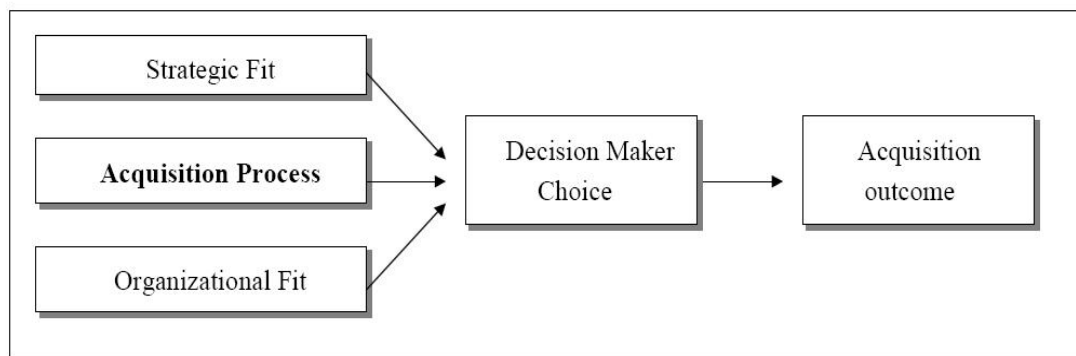 Strategic Fit
Acquisition Process
Organizational Fit
Decision Maker
Choice
Acquisition
outcome